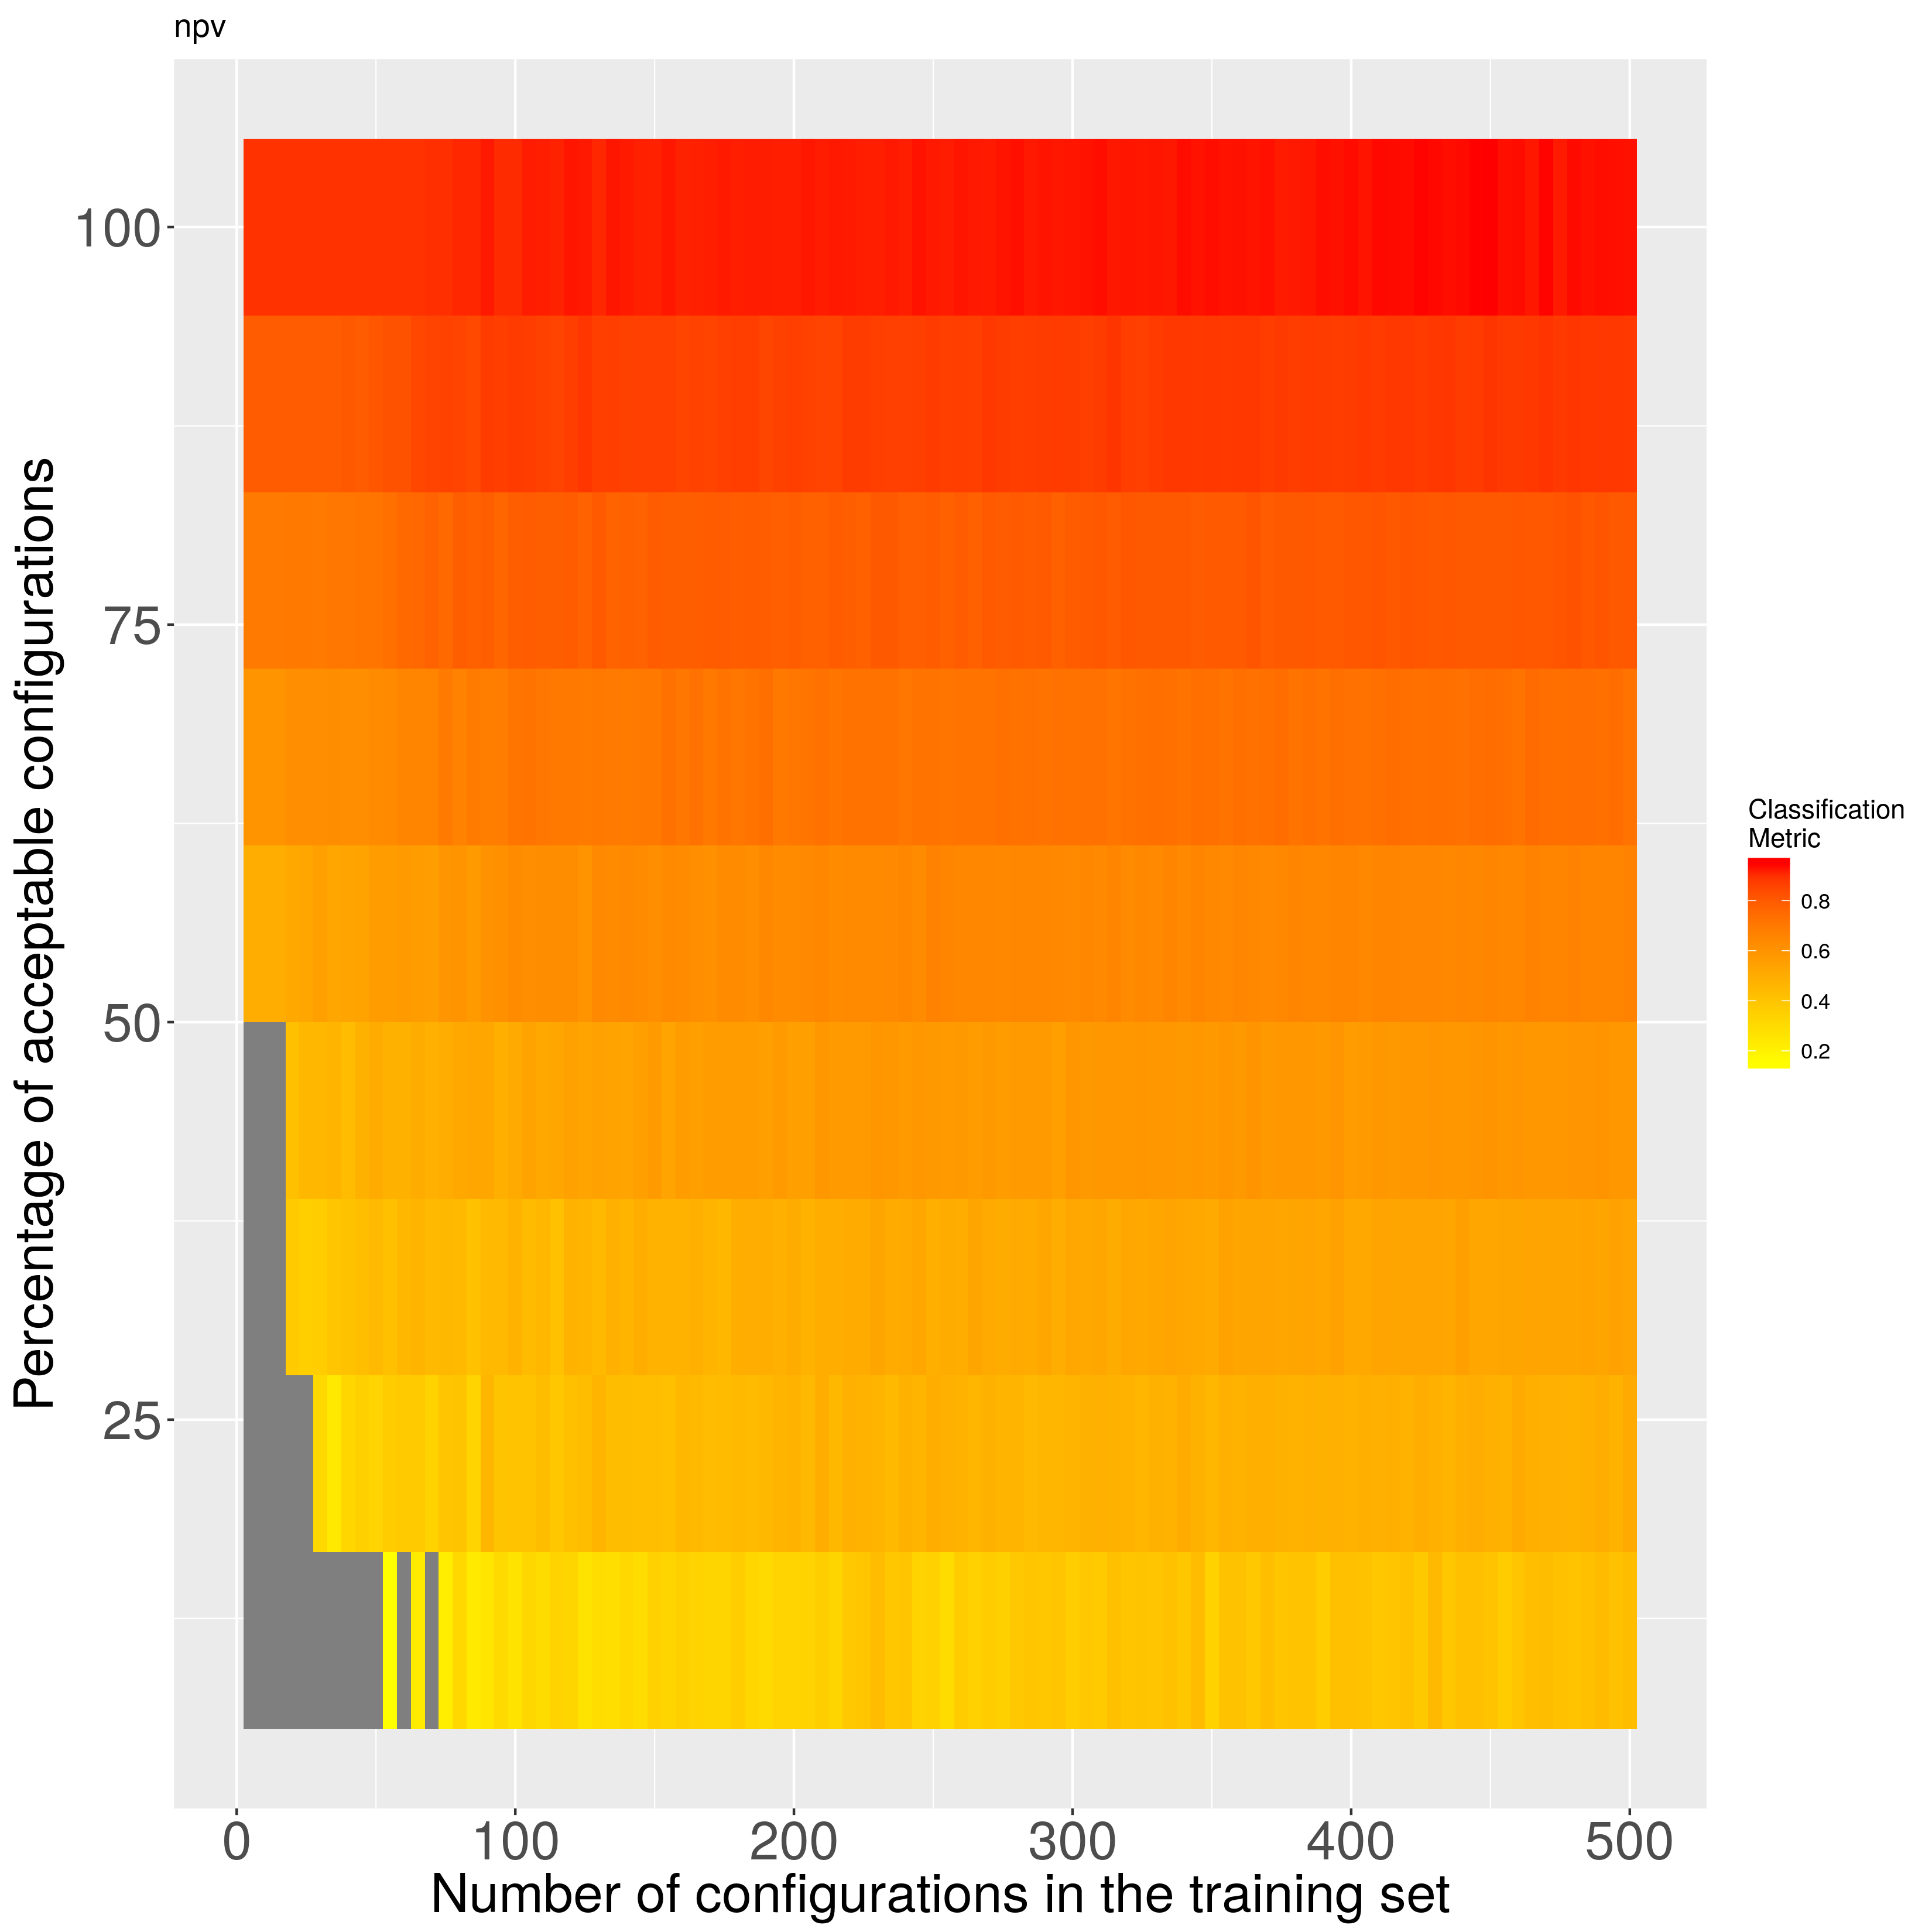 npv
100
75
50
25
Percentage of acceptable configurations
0 100 200 300 400 500
Number of configurations in the training set
Classification
Metric
0.8
0.6
0.4
0.2